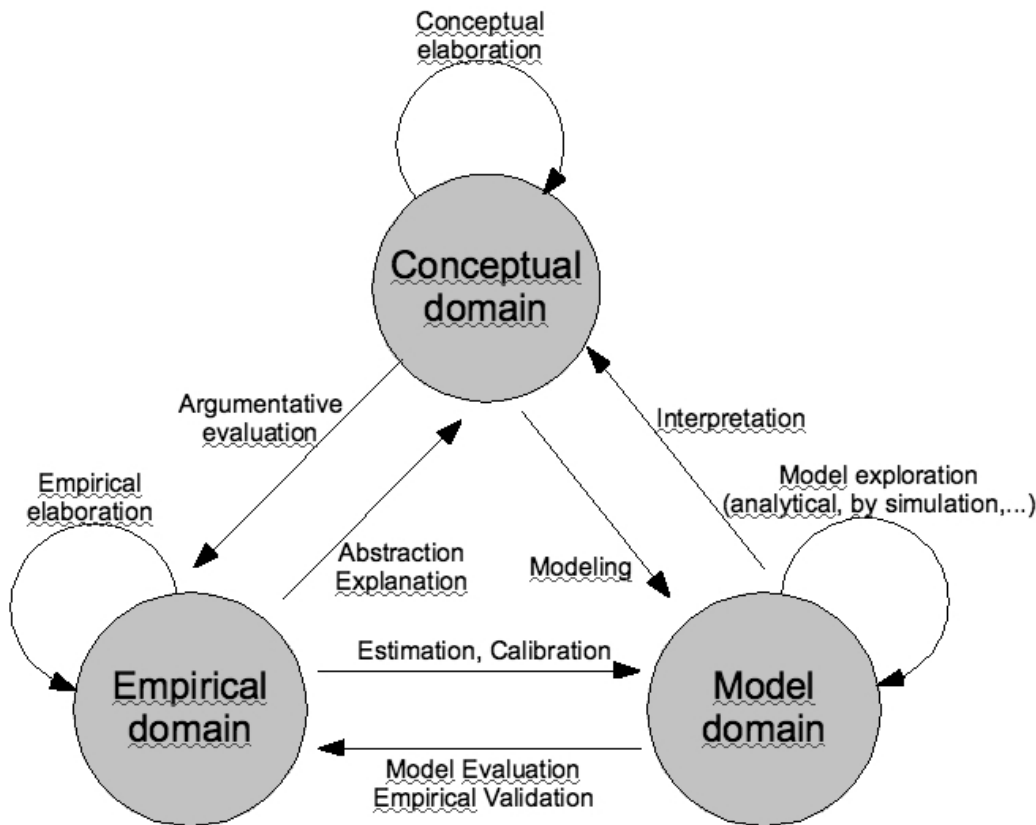 Conceptual
elaboration
Conceptual
domain
Argumentative
evaluation
Interpretation
Empirical
elaboration
Model exploration
(analytical, by simulation,...)
Abstraction
Explanation
Modeling
Estimation, Calibration
Empirical
domain
Model
domain
Model Evaluation
Empirical Validation